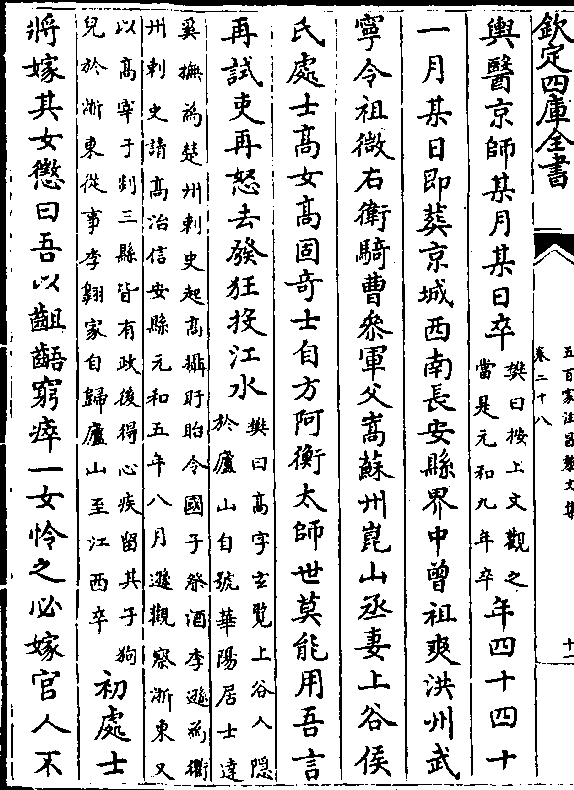 欽定四庫全書
五百家注昌黎文集
卷二十八
十一
輿醫京師某月某日卒
樊曰按上文觀之
當是元和九年卒
年四十四十
一月某日即葬京城西南長安縣界中曾祖爽洪州武
寧令祖微右衛騎曹叅軍父嵩蘇州崑山丞妻上谷侯
氏處士高女高固奇士自方阿衡太師世莫能用吾言
再試吏再怒去發狂投江水
樊曰高字玄覽上谷人隠
於廬山自號華陽居士達
奚撫為楚州刺史起高攝盱眙令國子祭酒李遜為衢
州刺史請高治信安縣元和五年八月遜觀察浙東又
以高宰于剡三縣皆有政後得心疾留其子狗
兒於浙東從事李翺家自歸廬山至江西卒
初處士
將嫁其女懲曰吾以齟齬窮瘁一女怜之必嫁官人不